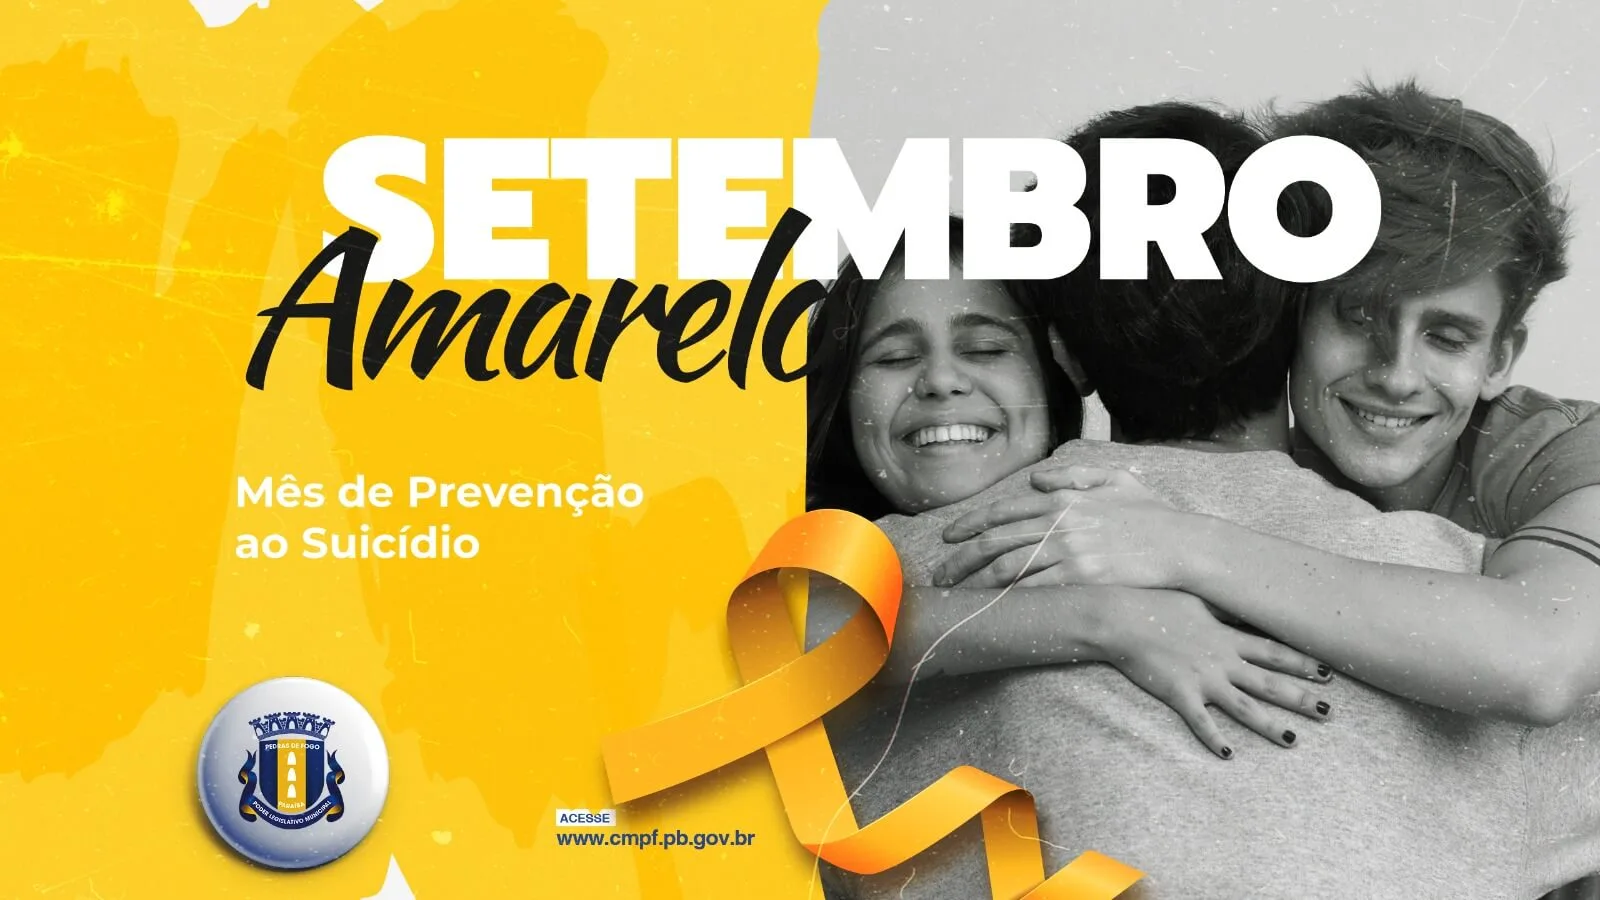 SETEMBRO
Amarelo
Mês de Prevenção
ao Suicídio
PEDRAS DE FOGO
PARAÍBA
PODER LEGISLATIVO MUNICIPAL
ACESSE
www.cmpf.pb.gov.br